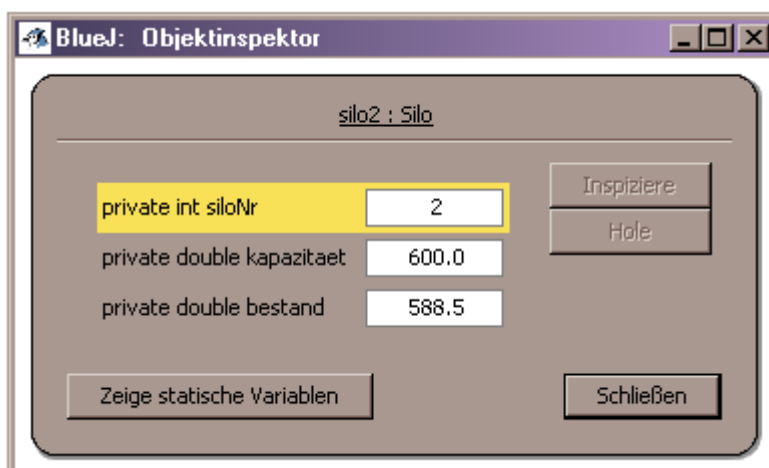 BlueJ: Objektinspektor
silo2 : Silo
private int siloNr 2
Inspiziere
private double kapazitaet 600.0
Hole
private double bestand 588.5
Zeige statische Variablen
Schließen